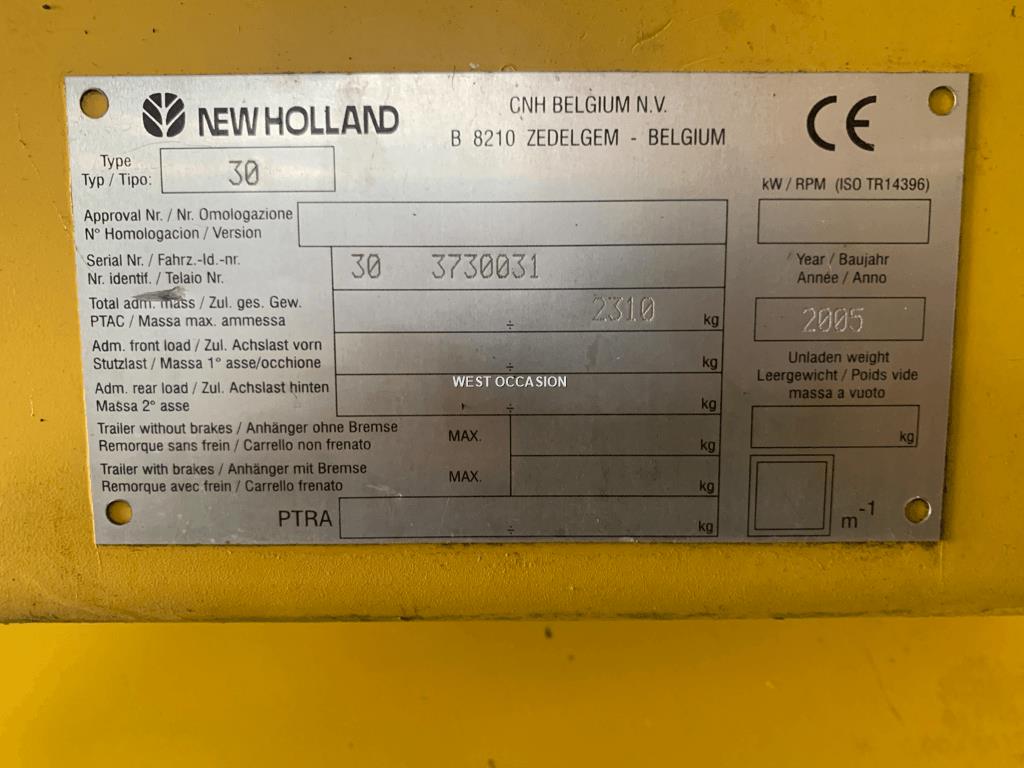 NEW HOLLAND
CNH BELGIUM N.V.
B 8210 ZEDELGEM - BELGIUM
CE
Type
Typ / Tipo: 30
kW / RPM (ISO TR14396)
Approval Nr. / Nr. Omologazione
N° Homologacion / Version
Serial Nr. / Fahrz.-Id.-nr.
Nr. identif. / Telaio Nr.
30 3730031
Year / Baujahr
Année / Anno
2005
Total adm. mass / Zul. ges. Gew.
PTAC / Massa max. ammessa
÷ 2310 kg
Adm. front load / Zul. Achslast vorn
Stutzlast / Massa 1° asse/occhione
÷ kg
Unladen weight
Leergewicht / Poids vide
massa a vuoto
kg
WEST OCCASION
Adm. rear load / Zul. Achslast hinten
Massa 2° asse
÷ kg
Trailer without brakes / Anhänger ohne Bremse
Remorque sans frein / Carrello non frenato
MAX. kg
Trailer with brakes / Anhänger mit Bremse
Remorque avec frein / Carrello frenato
MAX. kg
PTRA ÷ kg
m-1